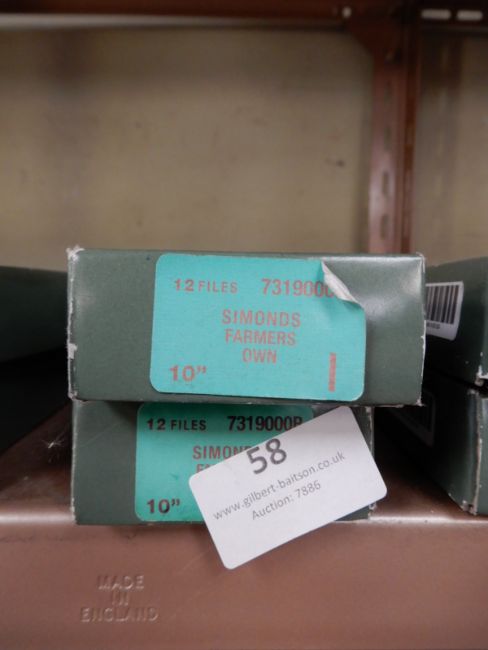 12 FILES 7319000
SIMONDS
FARMERS
OWN
10"
12 FILES 7319000B
SIMONDS
10"
58
www.gilbert-baitson.co.uk
Auction: 7886
MADE
IN
ENGLAND